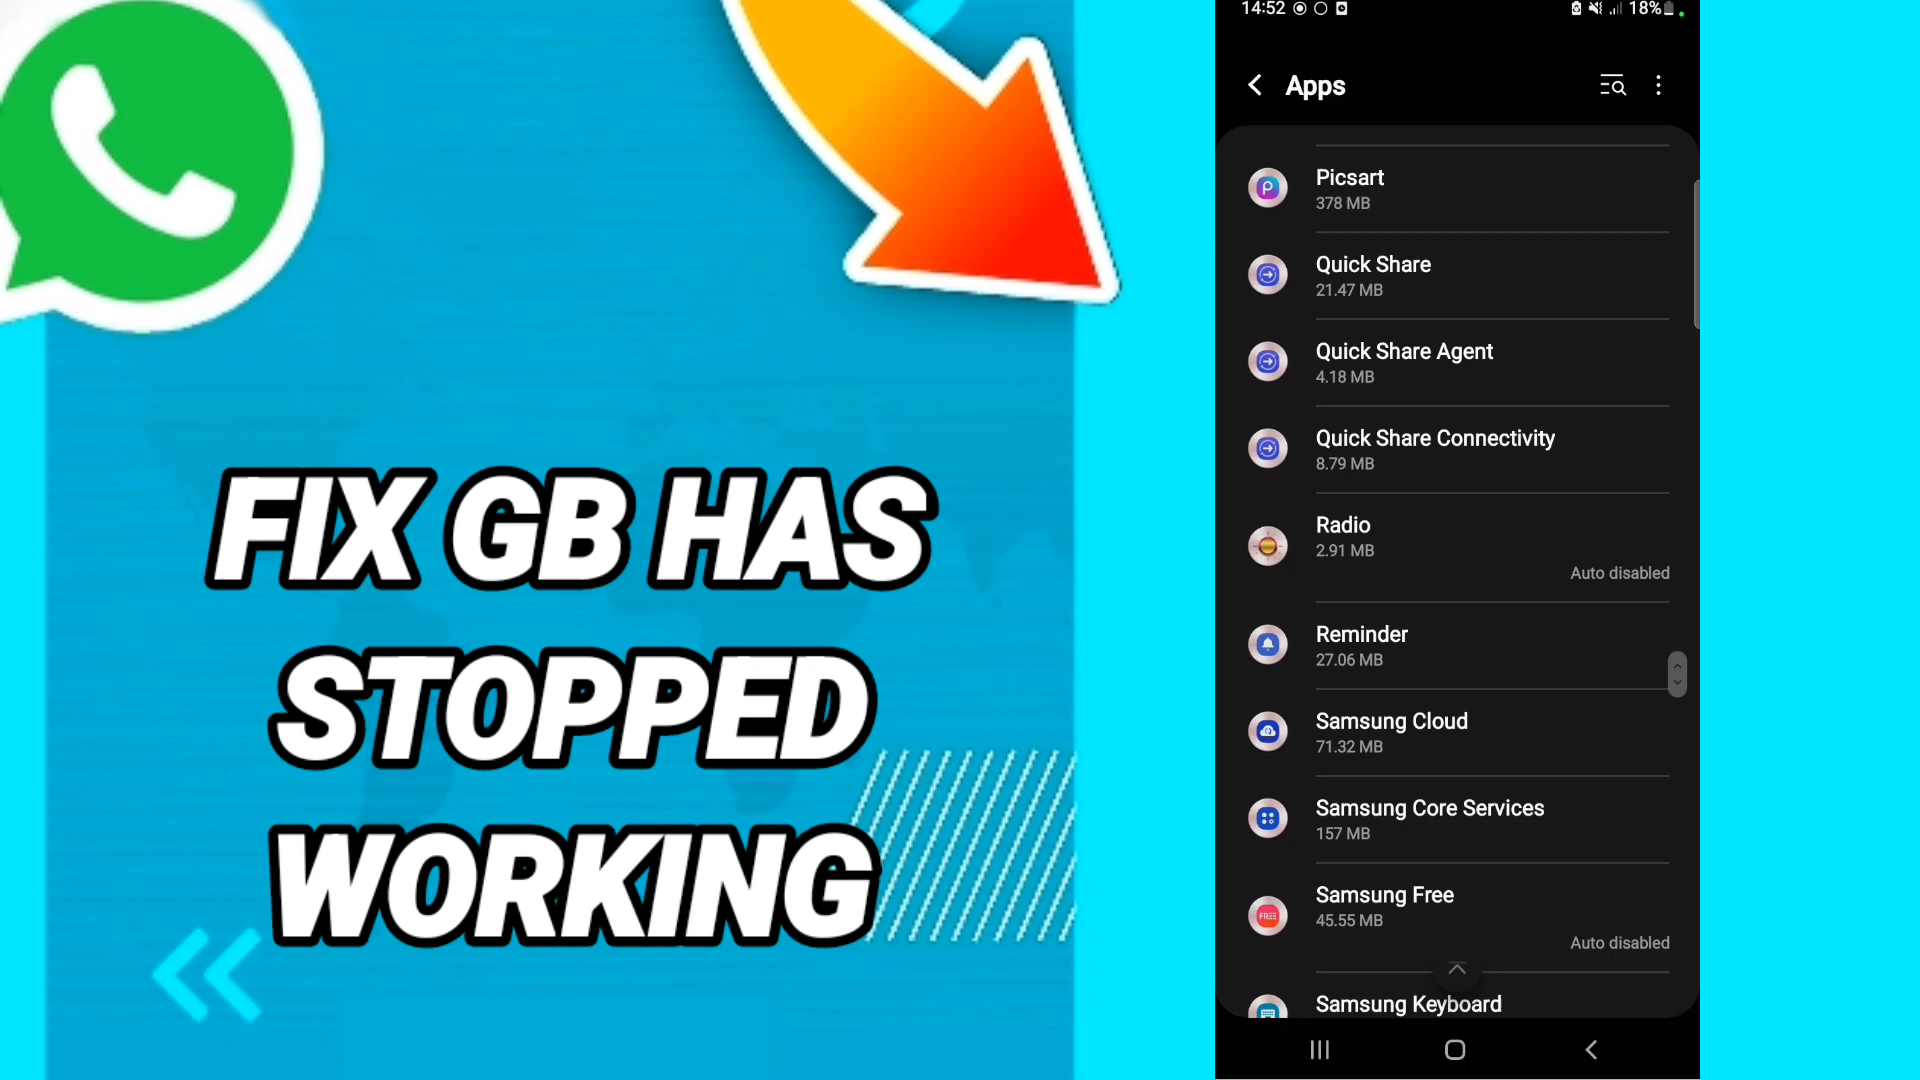 FIX GB HAS
STOPPED
WORKING
14:52
18%
Apps
Picsart
378 MB
Quick Share
21.47 MB
Quick Share Agent
4.18 MB
Quick Share Connectivity
8.79 MB
Radio
2.91 MB
Auto disabled
Reminder
27.06 MB
Samsung Cloud
71.32 MB
Samsung Core Services
157 MB
FREE
Samsung Free
45.55 MB
Auto disabled
Samsung Keyboard